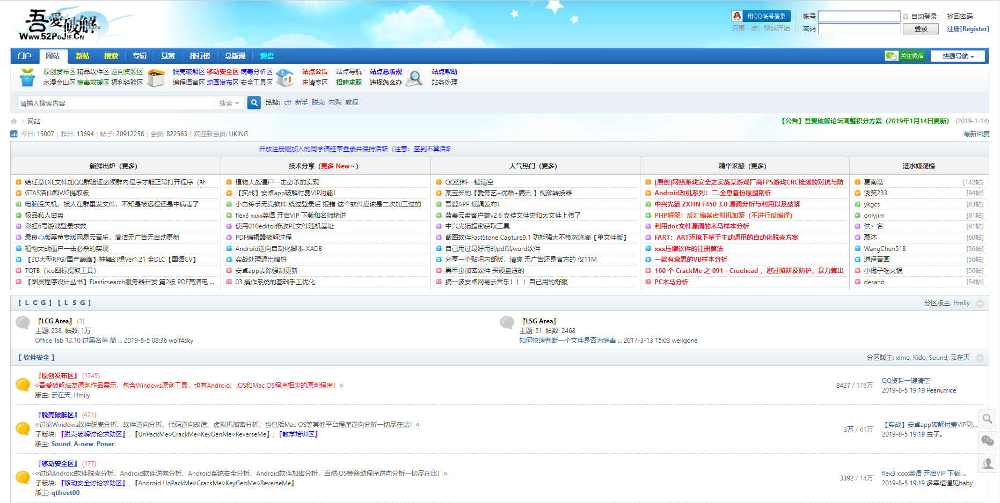 吾爱破解
CRACK
Www.52PoJie.Cn
用QQ帐号登录
只需一步，快速开始
帐号
自动登录
找回密码
密码
登录
注册[Register]
门户 网站 新帖 搜索 专辑 悬赏 排行榜 总版规 爱盘
关注微信
快捷导航
原创发布区 精品软件区 逆向资源区
水漫金山区 病毒救援区 福利经验区
脱壳破解区 移动安全区 病毒分析区
编程语言区 动画发布区 安全工具区
站点公告 站点导航 站点总版规
申请专区 招聘求职 违规怎么办
站点帮助
站务处理
请输入搜索内容
搜索
热搜: ctf 新手 脱壳 内购 教程
网站
【公告】吾爱破解论坛调整积分方案（2019年1月14日更新） (2019-1-14)
今日: 15007 | 昨日: 13694 | 帖子: 20912258 | 会员: 822563 | 欢迎新会员: UKING
最新回复
开放注册刚加入的同学请经常登录并保持活跃（注意：签到不算活跃
新鲜出炉（更多）
1 给任意EXE文件加QQ群验证必须群内程序才能正常打开程序（补
2 GTA5洛仙都WG提取版
3 电脑没关机，被人在群里发文件，不知是被远程还是中病毒了
4 极品私人密盘
5 彩虹6号游戏登录求救
6 最良心版黑莓专版网易云音乐，简洁无广告无自动更新
7 植物大战僵尸一击必杀的实现
8 【3D大型RPG/国产巅峰】神舞幻想Ver1.21 全DLC【国语CV】
9 TQTB（ico图标提取工具）
10 【图灵程序设计丛书】Elasticsearch服务器开发 第2版 PDF高清电 ...
技术分享（更多 New～）
1 植物大战僵尸一击必杀的实现
2 【实战】安卓app破解付费VIP功能！
3 小白练手无壳软件 绕过登录后 报错 这个软件应该是二次加工过的
4 flex3 xxxx英语 开启VIP 下载和名师精讲
5 使用010editor修改PE文件随机基址
6 PDF编辑器破解过程
7 Android逆向自动化脚本-XADB
8 实战处理退出暗桩
9 安卓app去除强制更新
10 03 操作系统的基础手工优化
人气热门（更多）
1 QQ资料一键清空
2 某宝买的【爱奇艺+优酷+腾讯 】视频转换器
3 吾爱APP 低调发布！
4 蓝奏云盘客户端v2.6 支持文件夹和大文件上传了
5 中兴光猫超密获取工具
6 截图软件FastStone Capture9.1 功能强大不带忽悠滴【单文件版】
7 自己用过最好用的pdf转word软件
8 分享一个贴吧内部版，清爽 无广告还是官方的 仅11M
9 黑甲虫加密软件 买硬盘送的
10 搞一波安卓网易云音乐！！！自己用的舒服
精华采撷（更多）
1 [原创]网络游戏安全之实战某游戏厂商FPS游戏CRC检测的对抗与防
2 Android改机系列：二.全息备份原理剖析
3 中兴光猫 ZXHN F450 3.0 漏洞分析与利用以及破解
4 PHP解密：反汇编某虚拟机加密（不进行反编译）
5 利用doc文件漏洞的木马样本分析
6 FART：ART环境下基于主动调用的自动化脱壳方案
7 xxx压缩软件的注册算法
8 一款有意思的VB样本分析
9 160 个 CrackMe 之 091 - Cruehead ，避过陷阱及防护，暴力算出
10 PC木马分析
灌水嫌疑榜
1 夏南离 [142帖]
2 浅笑233 [94帖]
3 ykgcs [83帖]
4 onlyjim [81帖]
5 佚丶名 [81帖]
6 慕沐 [60帖]
7 WangChun518 [56帖]
8 逍遥音画 [56帖]
9 小橘子吃火锅 [56帖]
10 desano [54帖]
【 L C G 】【 L S G 】
分区版主: Hmily
『LCG Area』 (1)
主题: 238, 帖数: 1万
Office Tab 13.10 过黑名单 简 ... 2019-8-5 08:36 wolf4sky
『LSG Area』
主题: 51, 帖数: 2468
如何快速判断一个文件是否为病毒 ... 2017-3-13 15:03 wellgone
【 软件安全 】
分区版主: ximo, Kido, Sound, 云在天
『原创发布区』 (1745)
◇吾爱破解坛友原创作品展示，包含Windows原创工具，也有Android、iOS和Mac OS程序相应的原创程序！◇
版主: 云在天, Hmily
8427 / 178万
QQ资料一键清空
2019-8-5 19:19 Peanutrice
『脱壳破解区』 (421)
◇讨论Windows软件脱壳分析、软件逆向分析、代码逆向改造、虚拟机加密分析，也包括Mac OS等其他平台程序逆向分析一切尽在此！◇
子版块: 『脱壳破解讨论求助区』, 『UnPackMe◇CrackMe◇KeyGenMe◇ReverseMe』, 『教学培训区』
版主: Sound, A-new, Poner
3万 / 61万
【实战】安卓app破解付费VIP功...
2019-8-5 19:19 虫子。
『移动安全区』 (177)
◇讨论Android软件脱壳分析、Android软件逆向分析、Android系统安全分析、Android软件加密分析，当然iOS等移动程序逆向分析一切尽在此！◇
子版块: 『移动安全讨论求助区』, 『Android UnPackMe◇CrackMe◇KeyGenMe◇ReverseMe』
版主: qtfreet00
3392 / 14万
flex3 xxxx英语 开启VIP 下载 ...
2019-8-5 19:19 多幸运遇见baby